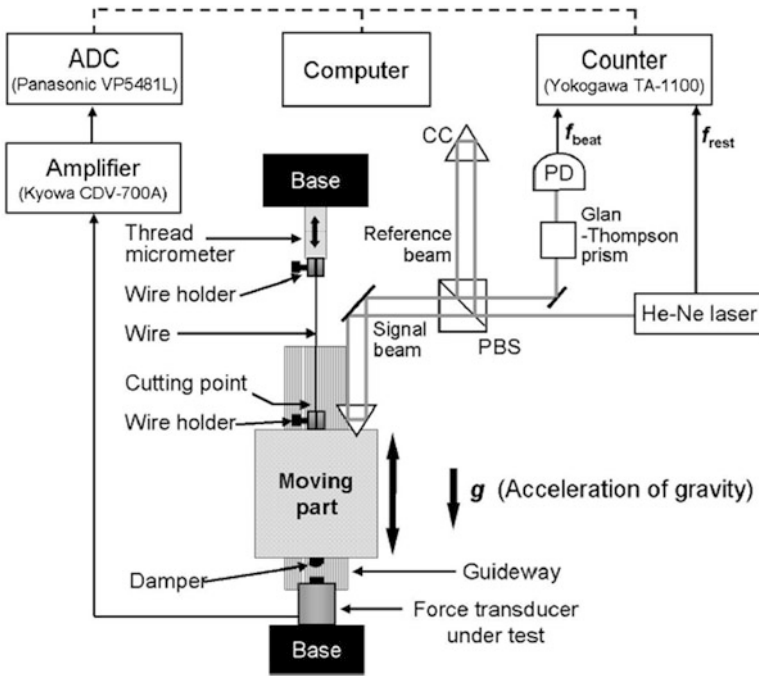 ADC
(Panasonic VP5481L)
Computer
Counter
(Yokogawa TA-1100)
Amplifier
(Kyowa CDV-700A)
Base
CC
f_beat
f_rest
PD
Thread
micrometer
Reference
beam
Glan
-Thompson
prism
Wire holder
He-Ne laser
Wire
Signal
beam
PBS
Cutting point
Wire holder
Moving
part
g (Acceleration of gravity)
Damper
Guideway
Force transducer
under test
Base